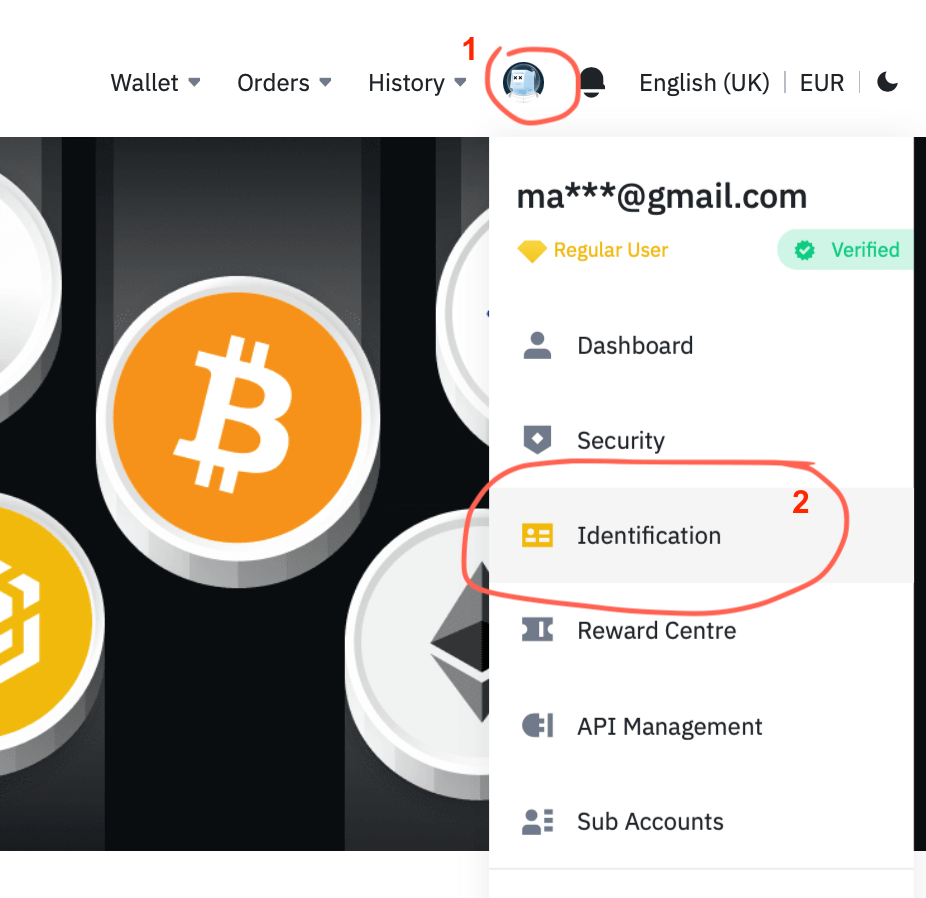 1
Wallet Orders History English (UK) EUR
ma***@gmail.com
Regular User Verified
Dashboard
Security
2
Identification
Reward Centre
API Management
Sub Accounts